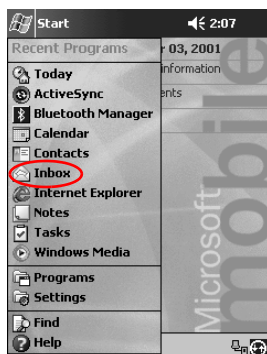 Start 2:07
Recent Programs
r 03, 2001
Today
information
ActiveSync
ents
Bluetooth Manager
Calendar
Contacts
Inbox
Internet Explorer
Notes
Tasks
Windows Media
Programs
Settings
Find
Help
Microsoft
mobile